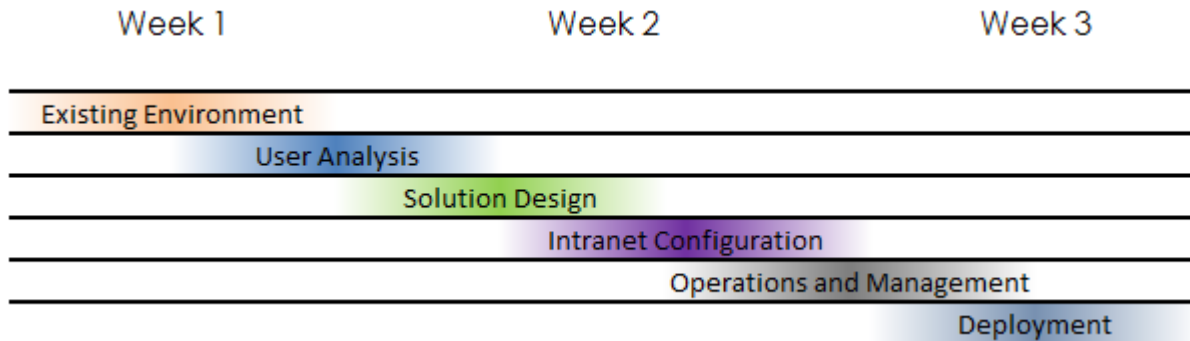 Week 1 Week 2 Week 3
Existing Environment
User Analysis
Solution Design
Intranet Configuration
Operations and Management
Deployment